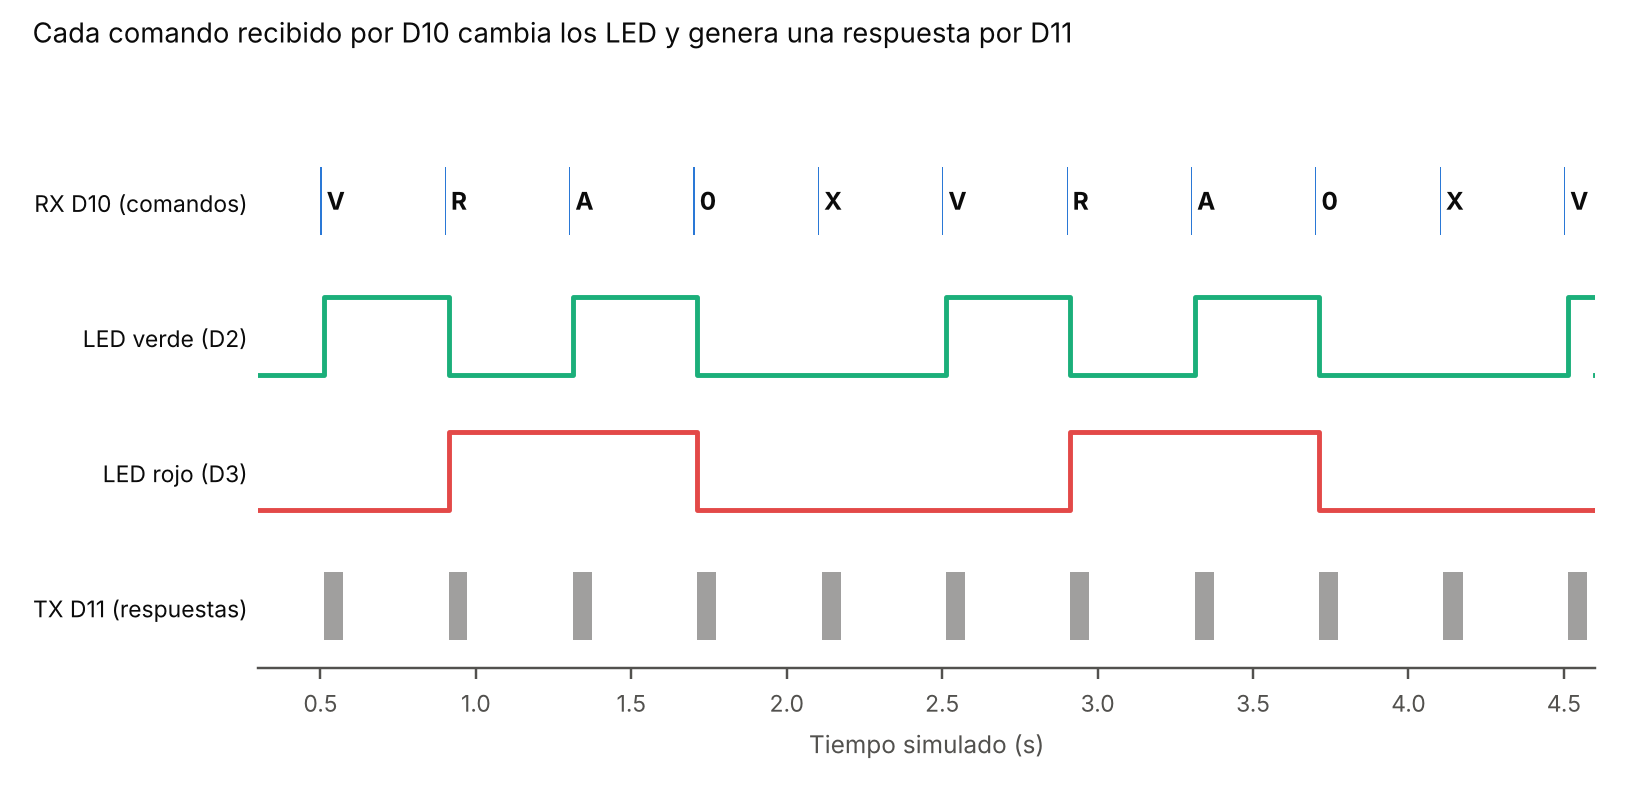 Cada comando recibido por D10 cambia los LED y genera una respuesta por D11
RX D10 (comandos) V R A 0 X V R A 0 X V
LED verde (D2)
LED rojo (D3)
TX D11 (respuestas)
0.5 1.0 1.5 2.0 2.5 3.0 3.5 4.0 4.5
Tiempo simulado (s)